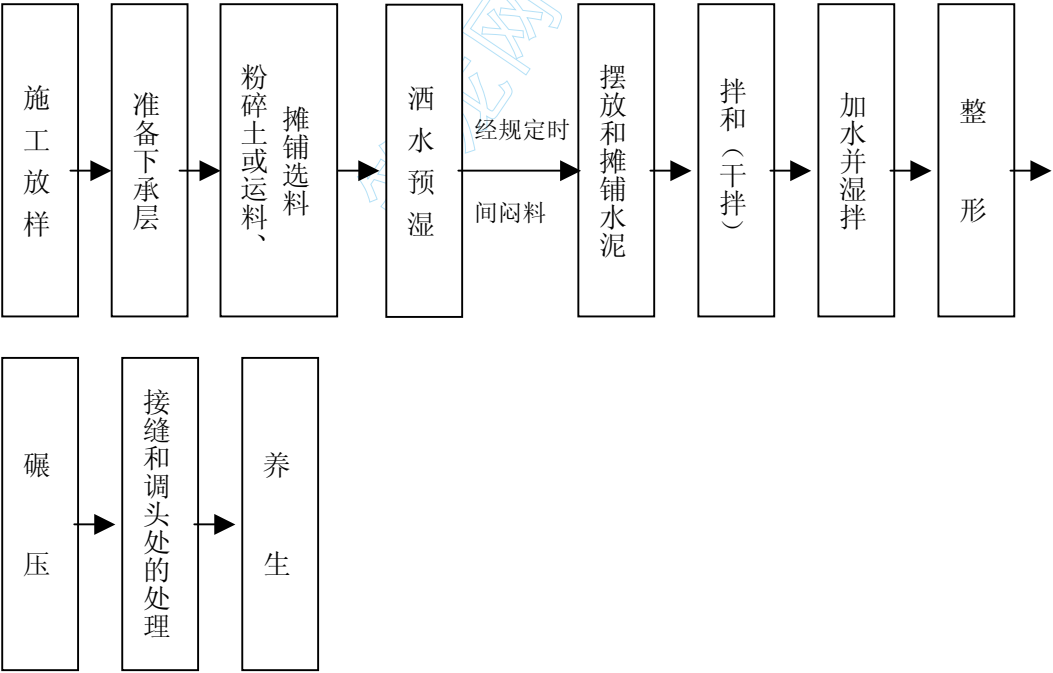 施工放样
准备下承层
粉碎土或运料、
摊铺选料
洒水预湿
经规定时
间闷料
摆放和摊铺水泥
拌和（干拌）
加水并湿拌
整形
碾压
接缝和调头处的处理
养生